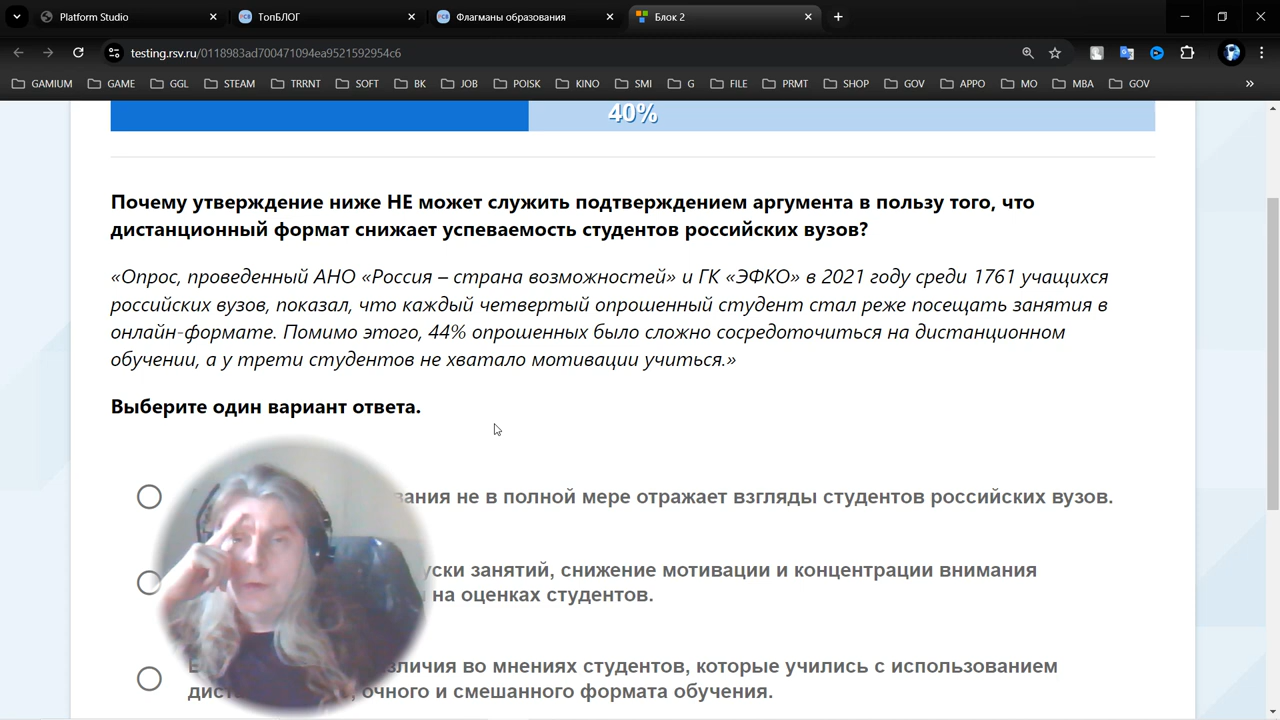 Platform Studio
ТопБЛОГ
Флагманы образования
Блок 2
testing.rsv.ru/0118983ad700471094ea9521592954c6
GAMIUM GAME GGL STEAM TRRNT SOFT BK JOB POISK KINO SMI G FILE PRMT SHOP GOV APPO MO MBA GOV
40%
Почему утверждение ниже НЕ может служить подтверждением аргумента в пользу того, что
дистанционный формат снижает успеваемость студентов российских вузов?
«Опрос, проведенный АНО «Россия – страна возможностей» и ГК «ЭФКО» в 2021 году среди 1761 учащихся
российских вузов, показал, что каждый четвертый опрошенный студент стал реже посещать занятия в
онлайн-формате. Помимо этого, 44% опрошенных было сложно сосредоточиться на дистанционном
обучении, а у трети студентов не хватало мотивации учиться.»
Выберите один вариант ответа.
не в полной мере отражает взгляды студентов российских вузов.
занятий, снижение мотивации и концентрации внимания
на оценках студентов.
во мнениях студентов, которые учились с использованием
очного и смешанного формата обучения.